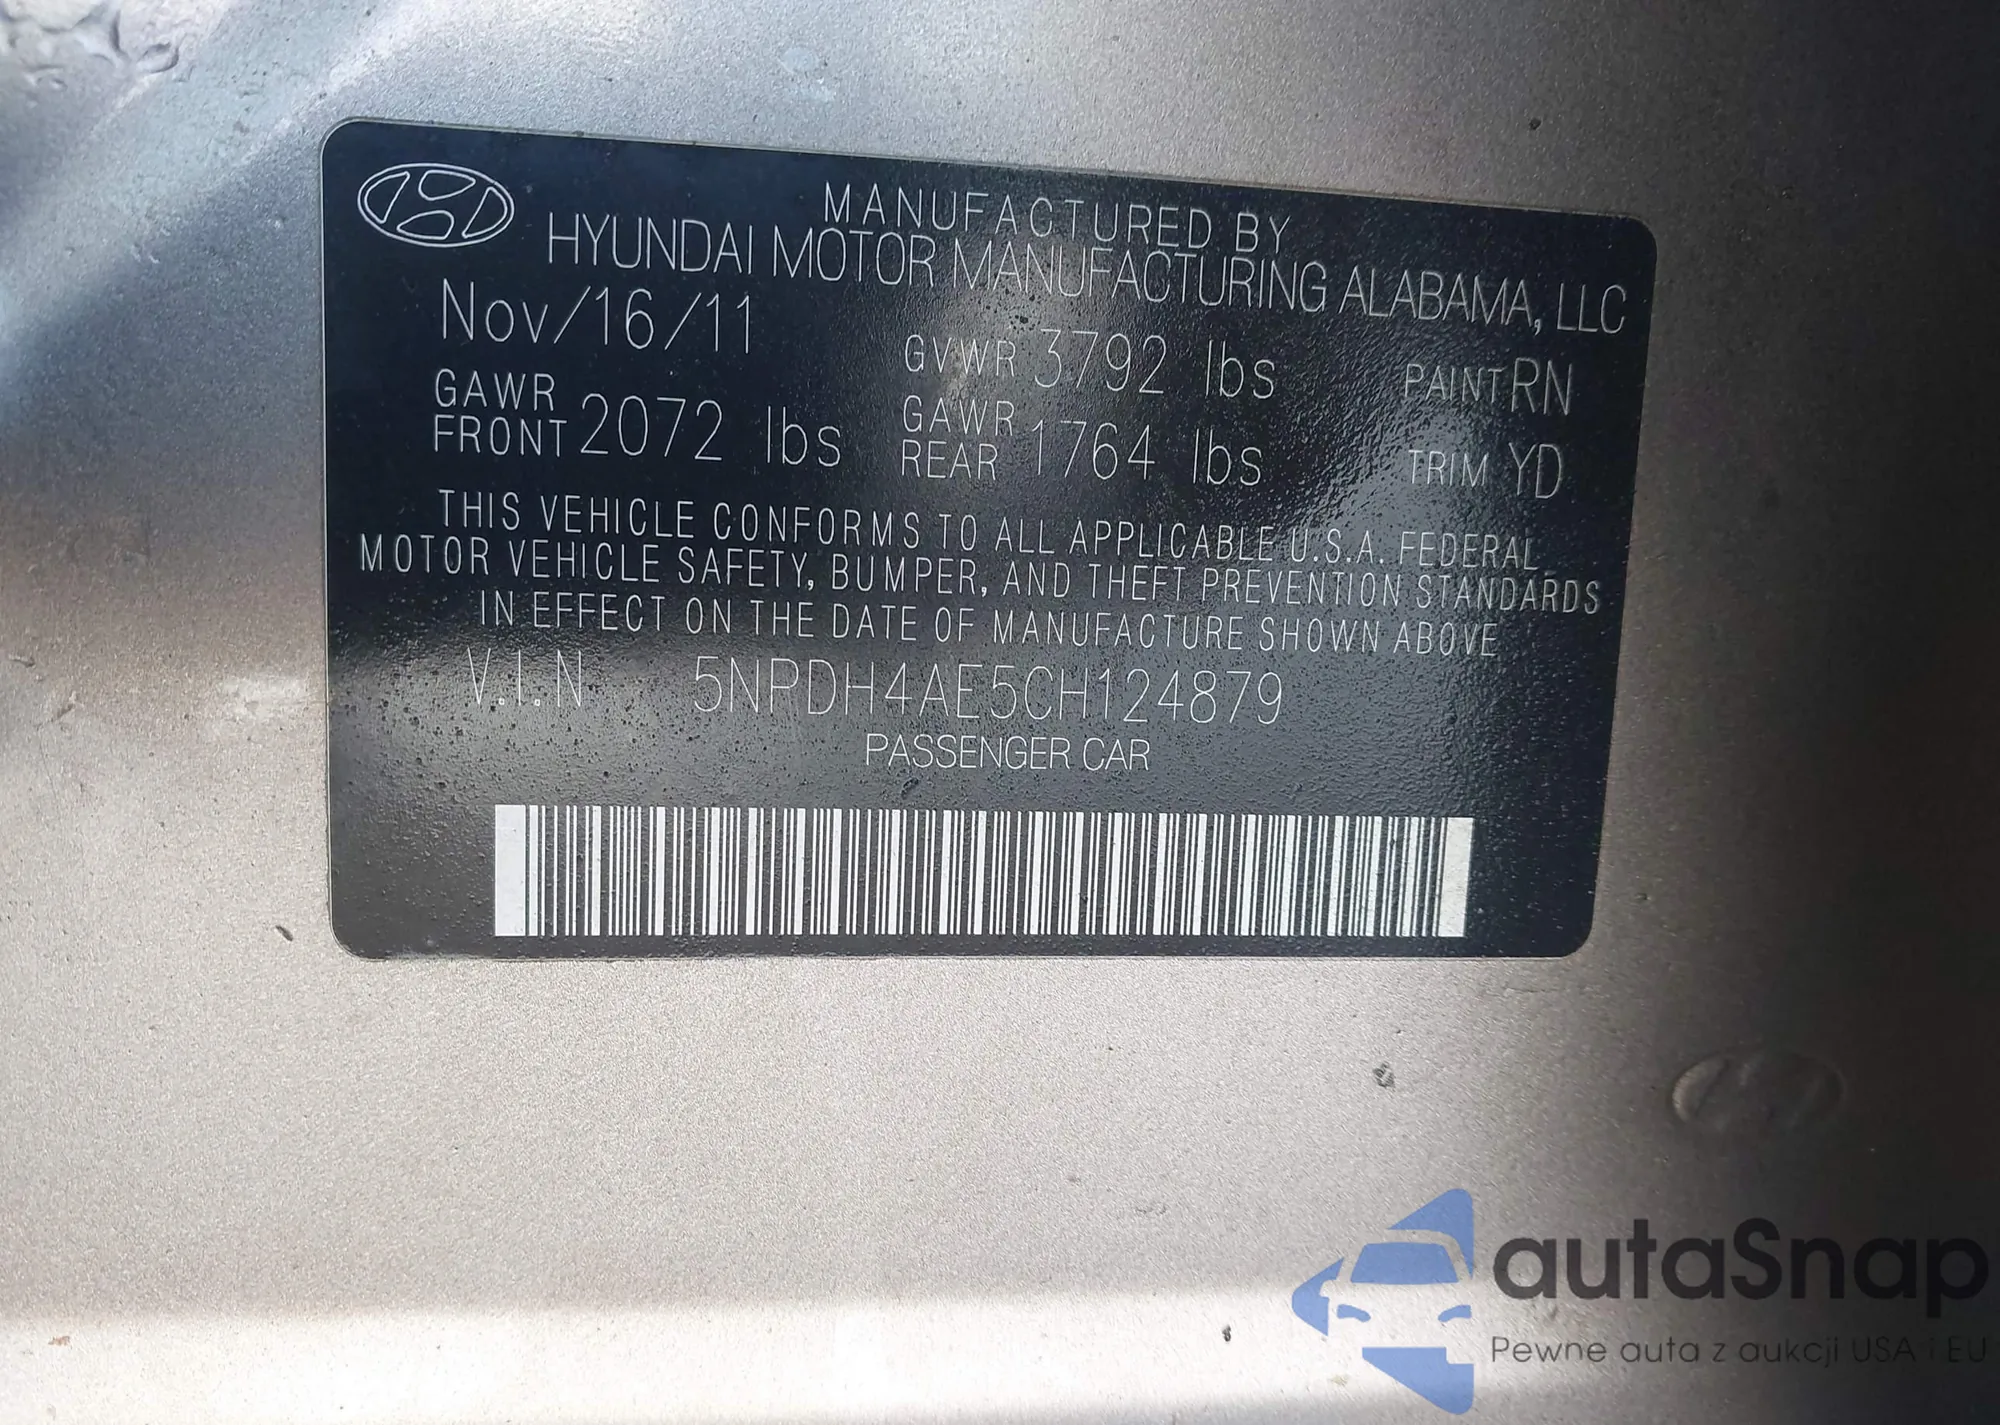 MANUFACTURED BY
HYUNDAI MOTOR MANUFACTURING ALABAMA, LLC
Nov/16/11 GVWR 3792 lbs PAINT RN
GAWR FRONT 2072 lbs GAWR REAR 1764 lbs TRIM YD
THIS VEHICLE CONFORMS TO ALL APPLICABLE U.S.A. FEDERAL
MOTOR VEHICLE SAFETY, BUMPER, AND THEFT PREVENTION STANDARDS
IN EFFECT ON THE DATE OF MANUFACTURE SHOWN ABOVE
V.I.N 5NPDH4AE5CH124879
PASSENGER CAR
autaSnap
Pewne auta z aukcji USA i EU